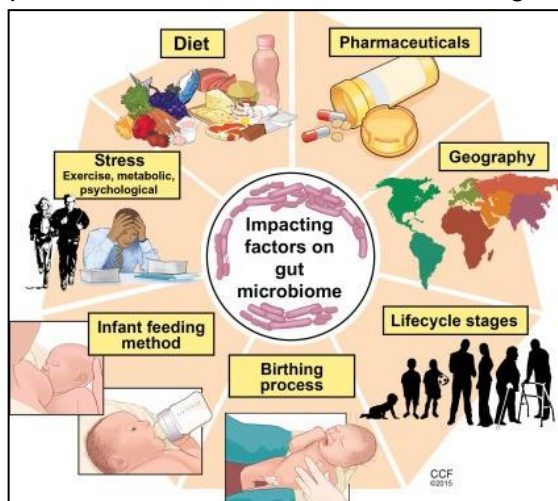 Diet
Pharmaceuticals
Stress
Exercise, metabolic,
psychological
Geography
Impacting
factors on
gut
microbiome
Infant feeding
method
Lifecycle stages
Birthing
process
CCF
©2015